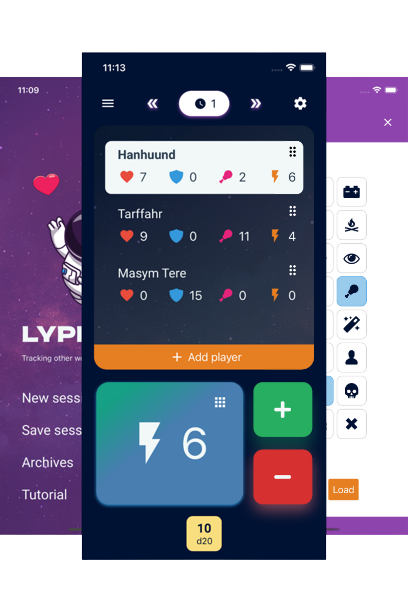 11:09
LYPI
Tracking other w
New sess
Save sess
Archives
Tutorial
11:13
1
Hanhuund
7 0 2 6
Tarffahr
9 0 11 4
Masym Tere
0 15 0 0
+ Add player
6
+
−
10
d20
×
Load